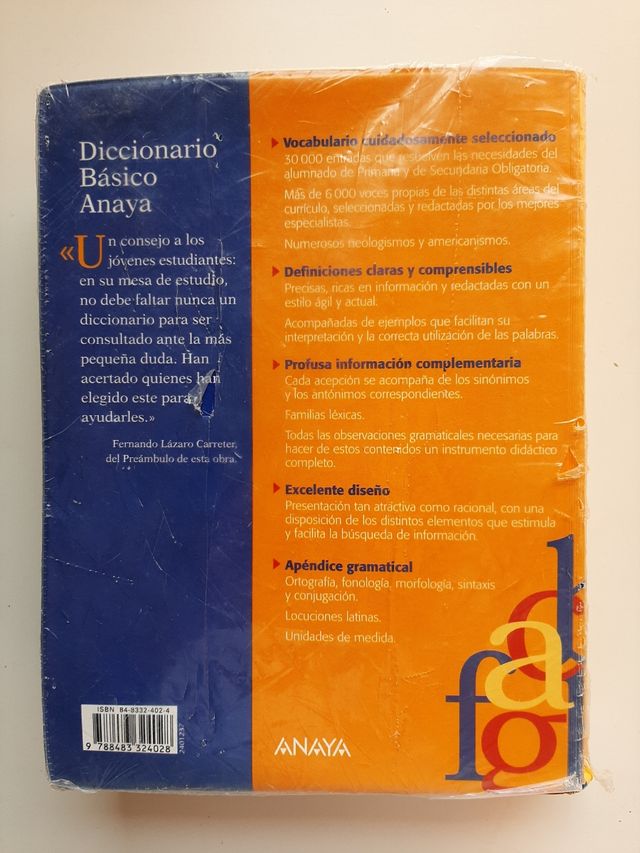 Diccionario
Básico
Anaya
«Un consejo a los
jóvenes estudiantes:
en su mesa de estudio,
no debe faltar nunca un
diccionario para ser
consultado ante la más
pequeña duda. Han
acertado quienes han
elegido este para
ayudarles.»
Fernando Lázaro Carreter,
del Preámbulo de esta obra.
Vocabulario cuidadosamente seleccionado
30 000 entradas que resuelven las necesidades del
alumnado de Primaria y de Secundaria Obligatoria.
Más de 6 000 voces propias de las distintas áreas del
currículo, seleccionadas y redactadas por los mejores
especialistas.
Numerosos neologismos y americanismos.
Definiciones claras y comprensibles
Precisas, ricas en información y redactadas con un
estilo ágil y actual.
Acompañadas de ejemplos que facilitan su
interpretación y la correcta utilización de las palabras.
Profusa información complementaria
Cada acepción se acompaña de los sinónimos
y los antónimos correspondientes.
Familias léxicas.
Todas las observaciones gramaticales necesarias para
hacer de estos contenidos un instrumento didáctico
completo.
Excelente diseño
Presentación tan atractiva como racional, con una
disposición de los distintos elementos que estimula
y facilita la búsqueda de información.
Apéndice gramatical
Ortografía, fonología, morfología, sintaxis
y conjugación.
Locuciones latinas.
Unidades de medida.
ISBN 84-8332-402-4
9 788483 324028
2401237
ANAYA
d
c
a
f
g